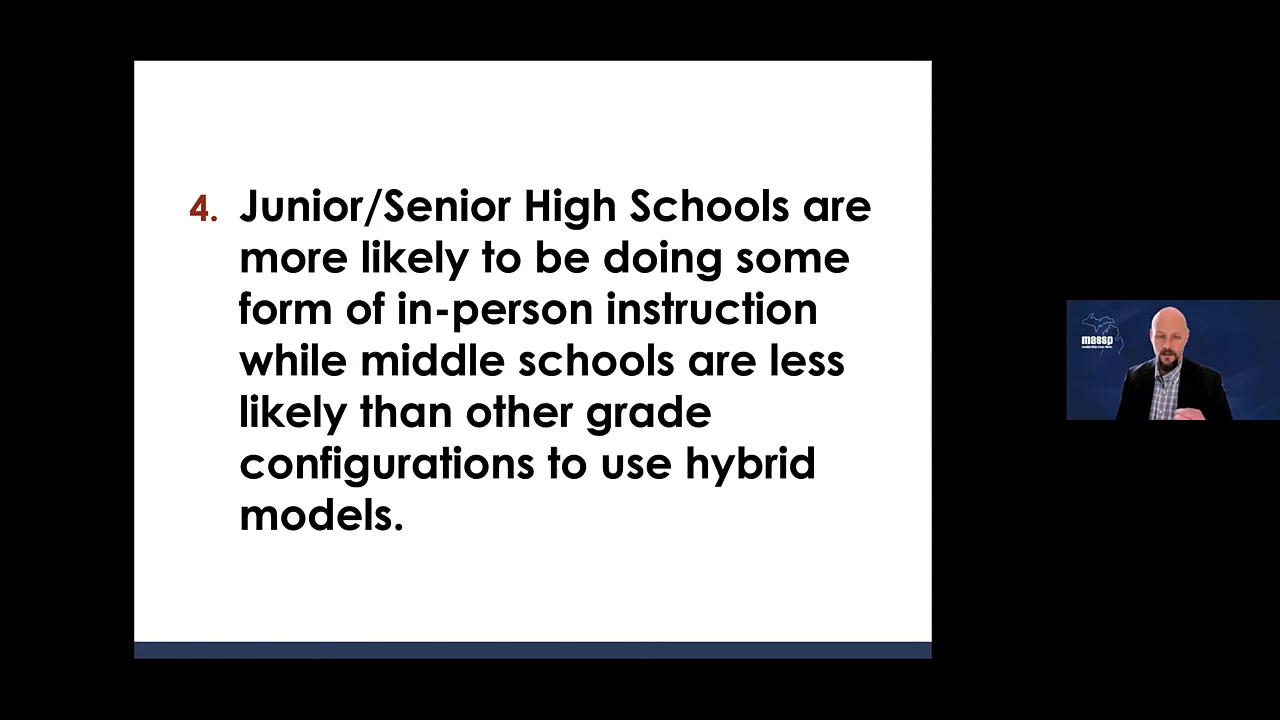 4. Junior/Senior High Schools are
more likely to be doing some
form of in-person instruction
while middle schools are less
likely than other grade
configurations to use hybrid
models.
massp